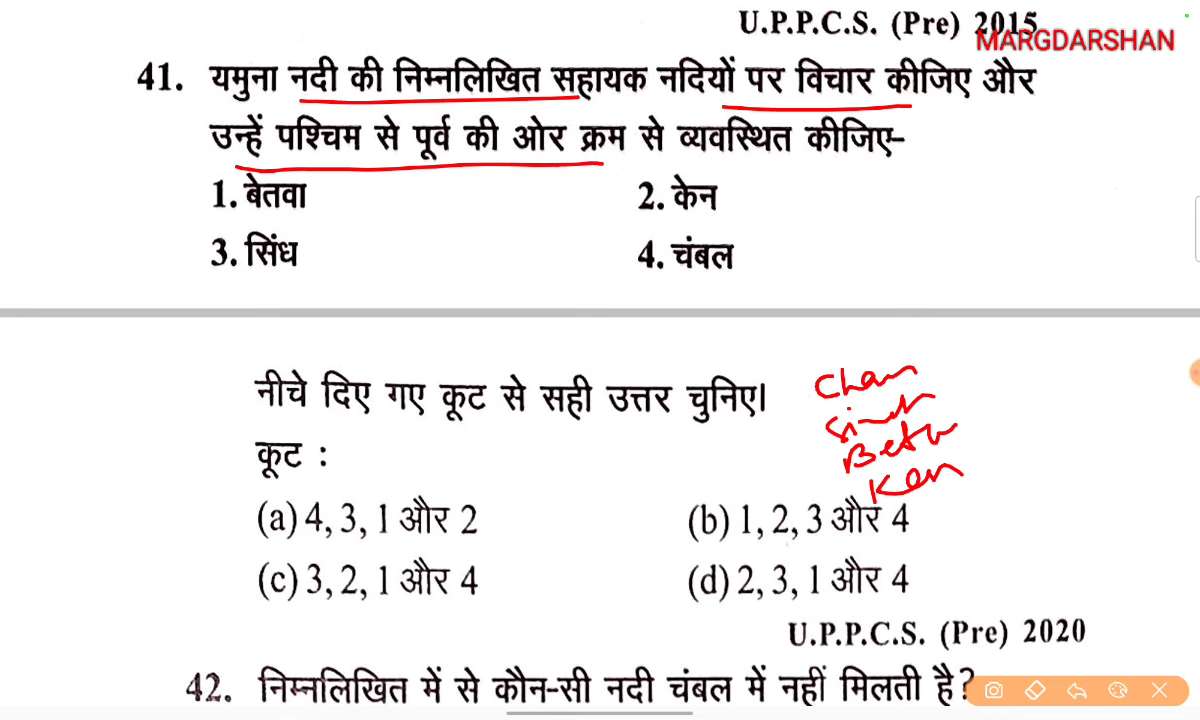 U.P.P.C.S. (Pre) 2015
MARGDARSHAN
41. यमुना नदी की निम्नलिखित सहायक नदियों पर विचार कीजिए और
उन्हें पश्चिम से पूर्व की ओर क्रम से व्यवस्थित कीजिए-
1. बेतवा 2. केन
3. सिंध 4. चंबल
नीचे दिए गए कूट से सही उत्तर चुनिए।
Cham
Sindh
कूट :
Betw
Ken
(a) 4, 3, 1 और 2 (b) 1, 2, 3 और 4
(c) 3, 2, 1 और 4 (d) 2, 3, 1 और 4
U.P.P.C.S. (Pre) 2020
42. निम्नलिखित में से कौन-सी नदी चंबल में नहीं मिलती है?